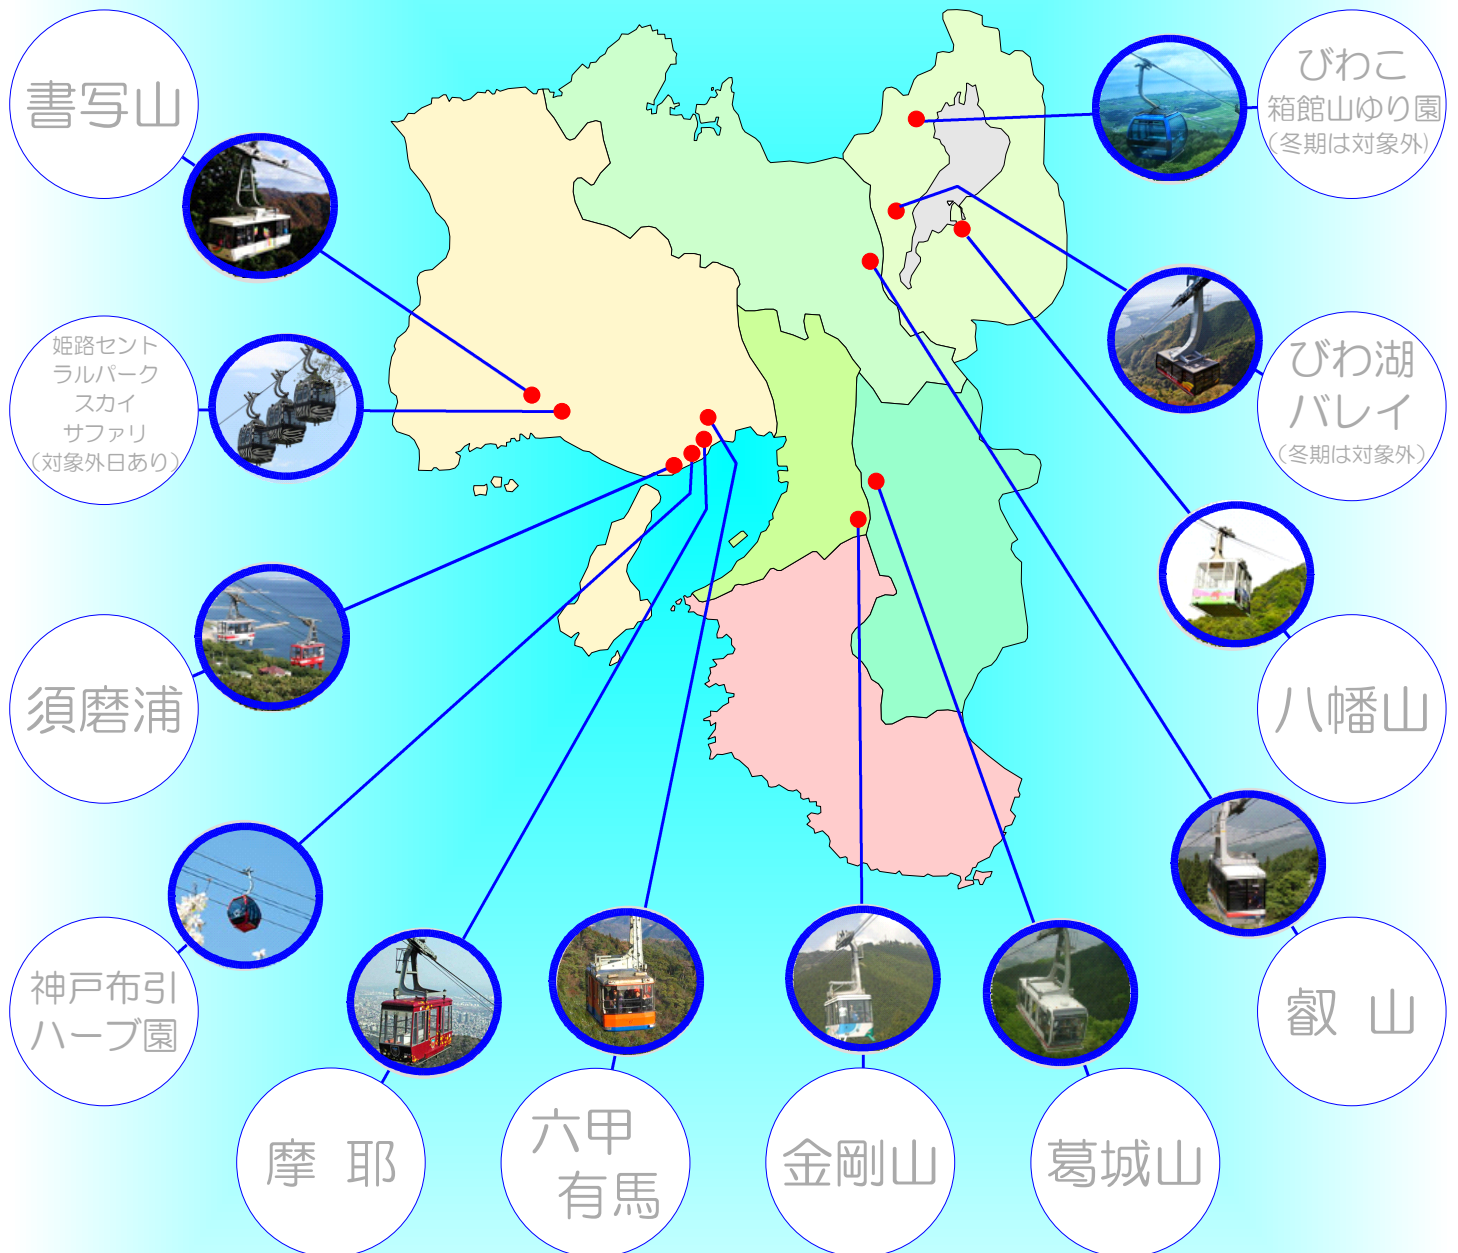 書写山
びわこ
箱館山ゆり園
(冬期は対象外)
姫路セント
ラルパーク
スカイ
サファリ
(対象外日あり)
びわ湖
バレイ
(冬期は対象外)
須磨浦
八幡山
神戸布引
ハーブ園
叡 山
摩 耶
六甲
有馬
金剛山
葛城山